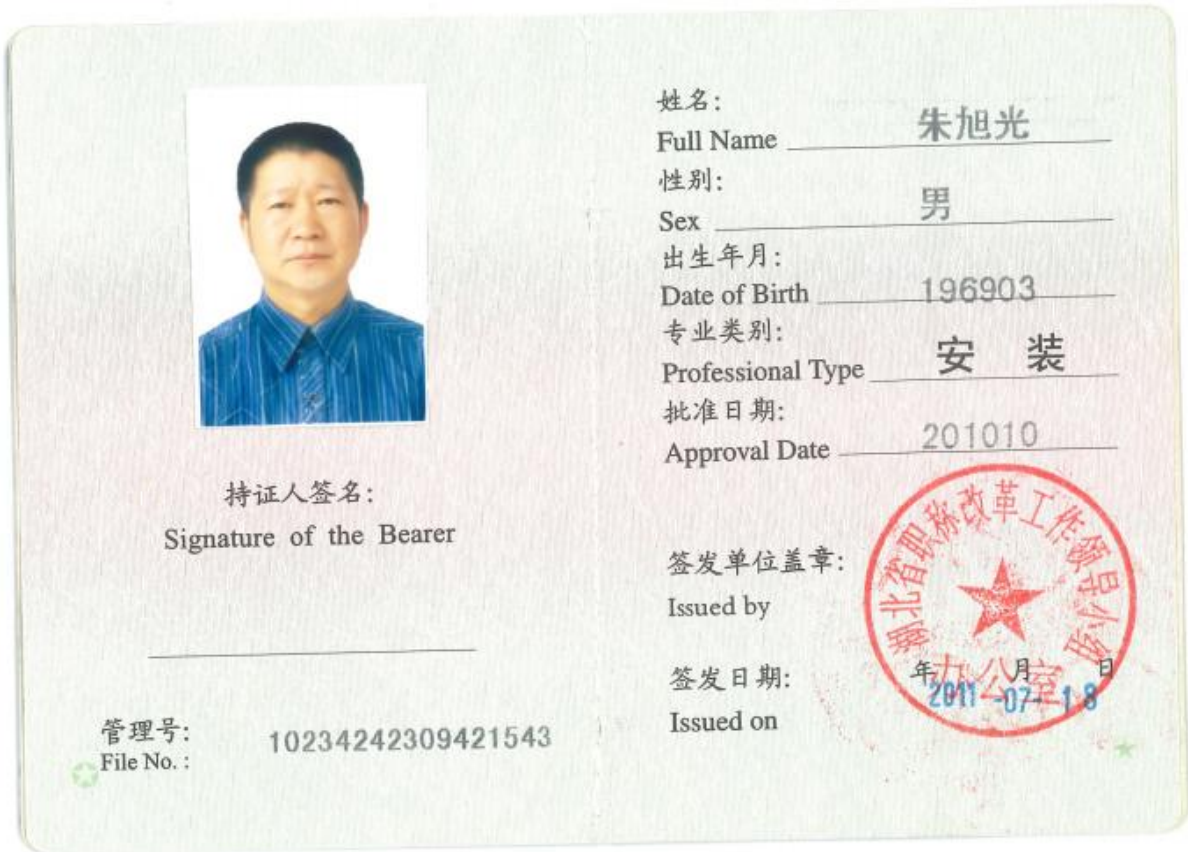 持证人签名:
Signature of the Bearer
管理号:
File No. :
10234242309421543
姓名:
Full Name
朱旭光
性别:
Sex
男
出生年月:
Date of Birth
196903
专业类别:
Professional Type
安 装
批准日期:
Approval Date
201010
签发单位盖章:
Issued by
湖北省职称改革工作领导小组
办公室
签发日期:
Issued on
年 月 日
2011-07-18